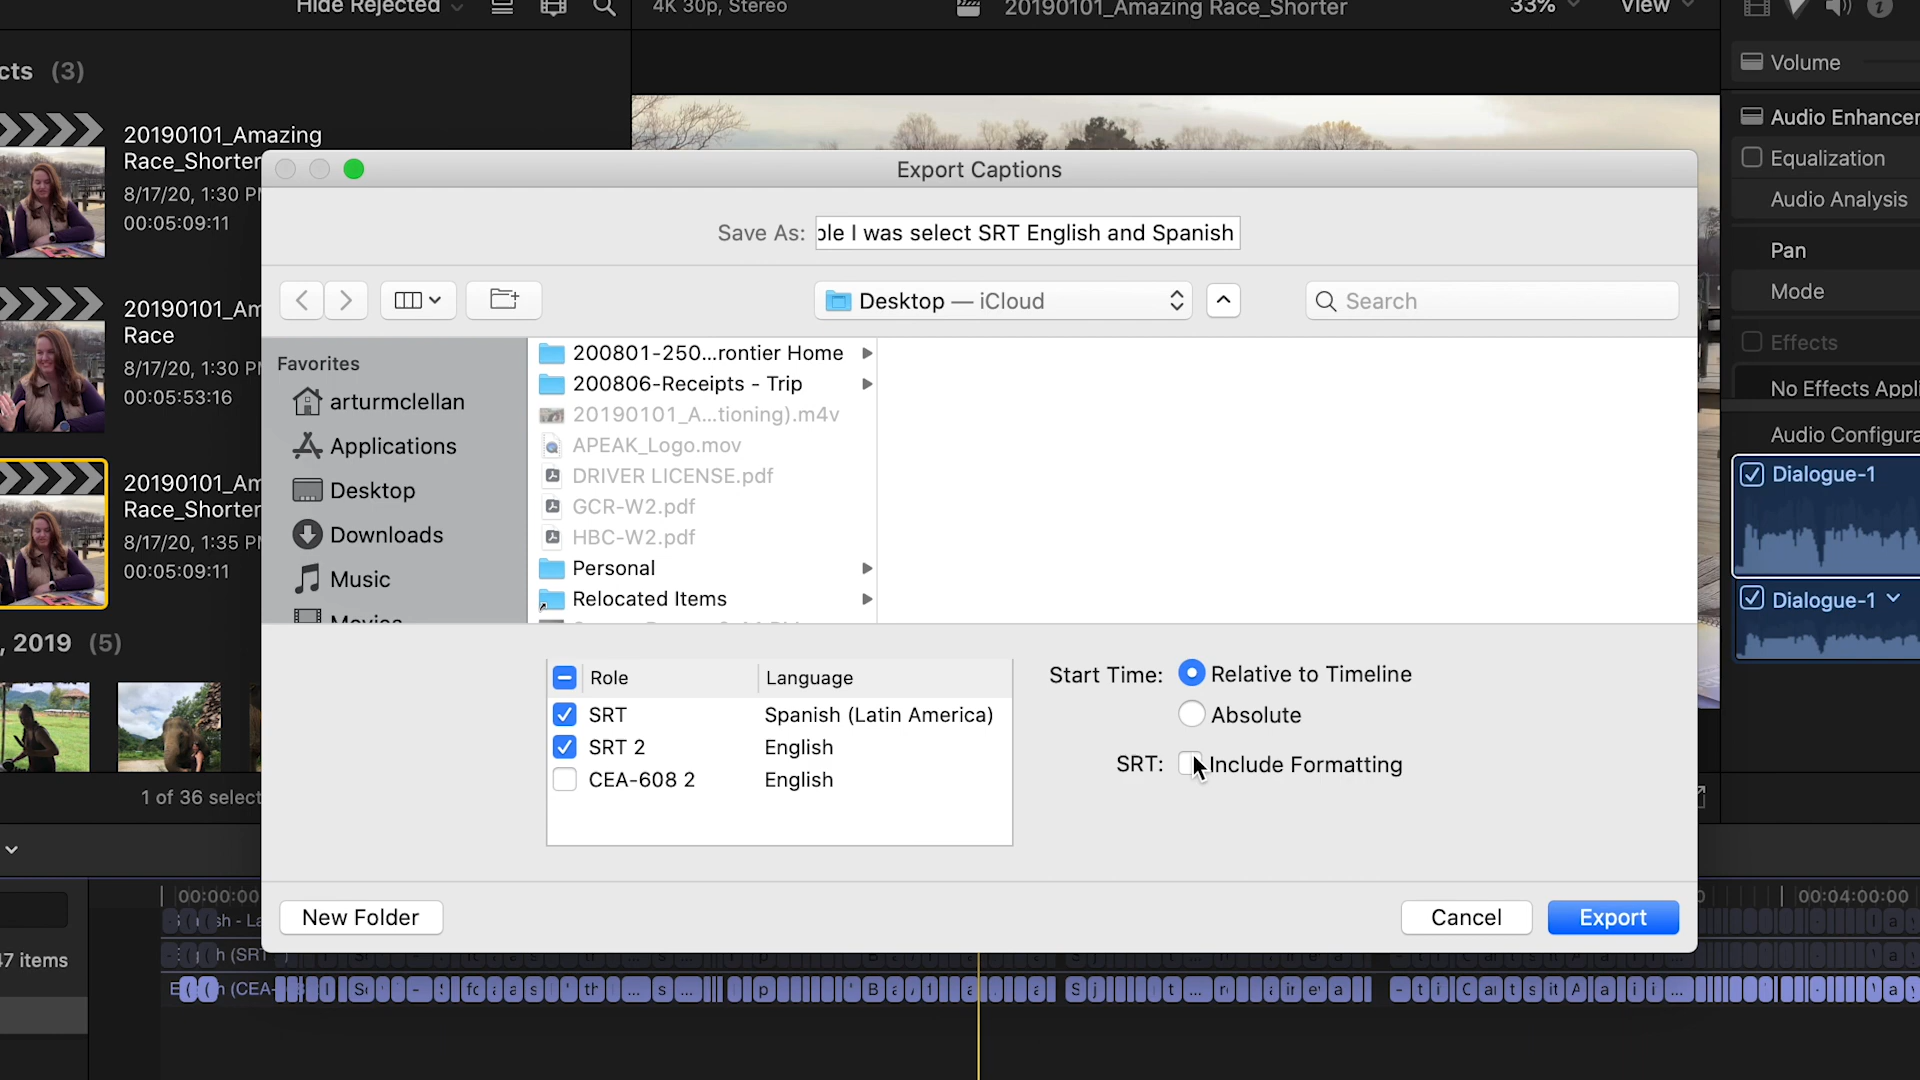 Hide Rejected
4K 30p, Stereo
20190101_Amazing Race_Shorter
33%
View
cts (3)
20190101_Amazing
Race_Shorter
8/17/20, 1:30 P
00:05:09:11
20190101_Am
Race
8/17/20, 1:30 P
00:05:53:16
20190101_Am
Race_Shorter
8/17/20, 1:35 P
00:05:09:11
, 2019 (5)
1 of 36 select
Export Captions
Save As: ple I was select SRT English and Spanish
Desktop — iCloud
Search
Favorites
arturmclellan
Applications
Desktop
Downloads
Music
Movies
200801-250...rontier Home
200806-Receipts - Trip
20190101_A...tioning).m4v
APEAK_Logo.mov
DRIVER LICENSE.pdf
GCR-W2.pdf
HBC-W2.pdf
Personal
Relocated Items
Role Language
SRT Spanish (Latin America)
SRT 2 English
CEA-608 2 English
Start Time: Relative to Timeline
Absolute
SRT: Include Formatting
New Folder
Cancel
Export
Volume
Audio Enhancer
Equalization
Audio Analysis
Pan
Mode
Effects
No Effects Appli
Audio Configura
Dialogue-1
Dialogue-1
00:00:00
00:04:00:00
7 items